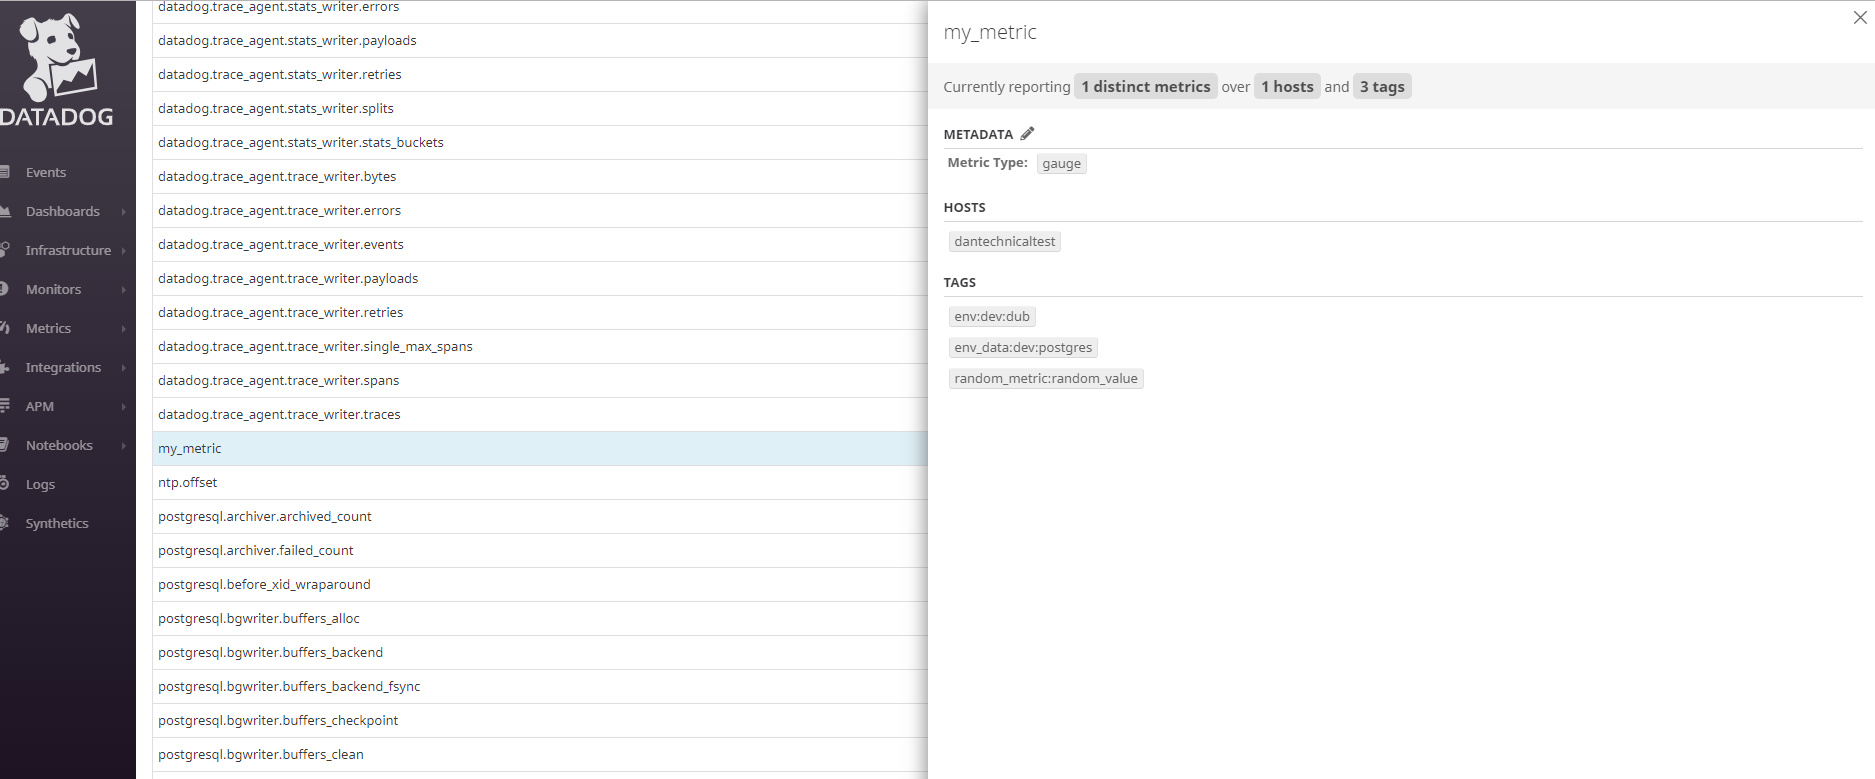 DATADOG
Events
Dashboards
Infrastructure
Monitors
Metrics
Integrations
APM
Notebooks
Logs
Synthetics
datadog.trace_agent.stats_writer.errors
datadog.trace_agent.stats_writer.payloads
datadog.trace_agent.stats_writer.retries
datadog.trace_agent.stats_writer.splits
datadog.trace_agent.stats_writer.stats_buckets
datadog.trace_agent.trace_writer.bytes
datadog.trace_agent.trace_writer.errors
datadog.trace_agent.trace_writer.events
datadog.trace_agent.trace_writer.payloads
datadog.trace_agent.trace_writer.retries
datadog.trace_agent.trace_writer.single_max_spans
datadog.trace_agent.trace_writer.spans
datadog.trace_agent.trace_writer.traces
my_metric
ntp.offset
postgresql.archiver.archived_count
postgresql.archiver.failed_count
postgresql.before_xid_wraparound
postgresql.bgwriter.buffers_alloc
postgresql.bgwriter.buffers_backend
postgresql.bgwriter.buffers_backend_fsync
postgresql.bgwriter.buffers_checkpoint
postgresql.bgwriter.buffers_clean
my_metric
Currently reporting 1 distinct metrics over 1 hosts and 3 tags
METADATA
Metric Type: gauge
HOSTS
dantechnicaltest
TAGS
env:dev:dub
env_data:dev:postgres
random_metric:random_value